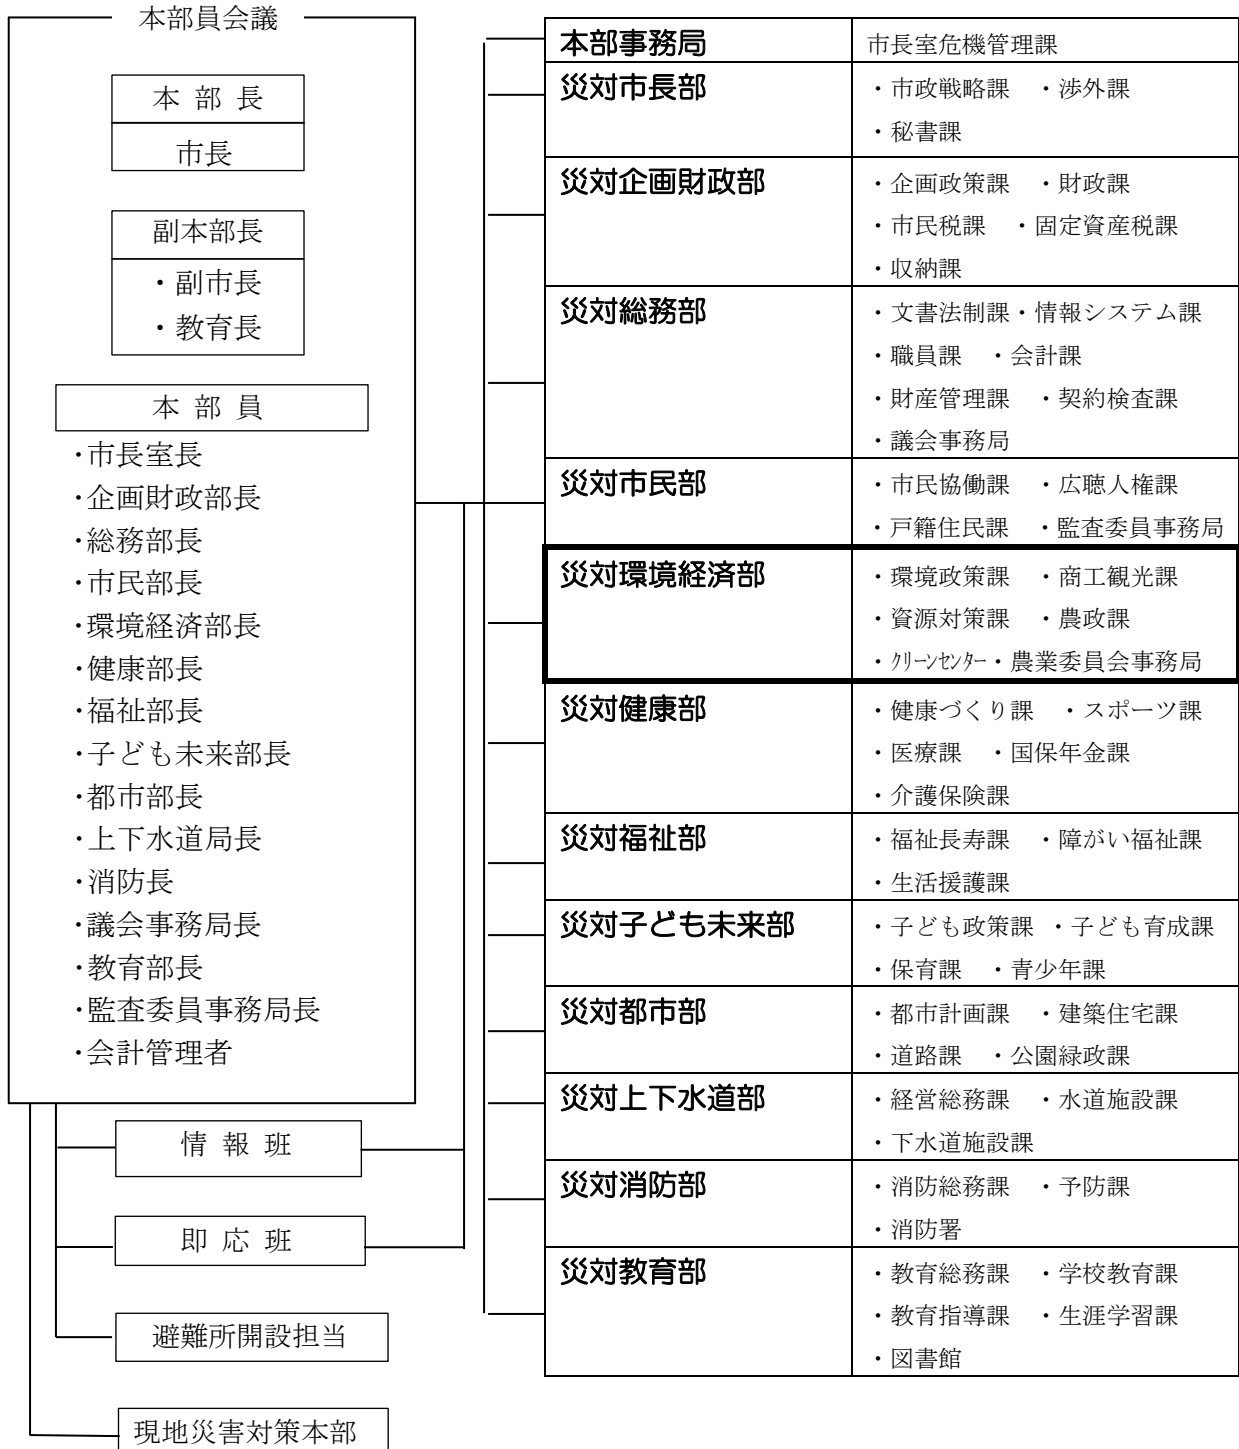 本部員会議
本 部 長
市長
副本部長
・副市長
・教育長
本 部 員
・市長室長
・企画財政部長
・総務部長
・市民部長
・環境経済部長
・健康部長
・福祉部長
・子ども未来部長
・都市部長
・上下水道局長
・消防長
・議会事務局長
・教育部長
・監査委員事務局長
・会計管理者
情 報 班
即 応 班
避難所開設担当
現地災害対策本部
本部事務局
市長室危機管理課
災対市長部
・市政戦略課 ・渉外課
・秘書課
災対企画財政部
・企画政策課 ・財政課
・市民税課 ・固定資産税課
・収納課
災対総務部
・文書法制課・情報システム課
・職員課 ・会計課
・財産管理課 ・契約検査課
・議会事務局
災対市民部
・市民協働課 ・広聴人権課
・戸籍住民課 ・監査委員事務局
災対環境経済部
・環境政策課 ・商工観光課
・資源対策課 ・農政課
・ｸﾘｰﾝｾﾝﾀｰ・農業委員会事務局
災対健康部
・健康づくり課 ・スポーツ課
・医療課 ・国保年金課
・介護保険課
災対福祉部
・福祉長寿課 ・障がい福祉課
・生活援護課
災対子ども未来部
・子ども政策課 ・子ども育成課
・保育課 ・青少年課
災対都市部
・都市計画課 ・建築住宅課
・道路課 ・公園緑政課
災対上下水道部
・経営総務課 ・水道施設課
・下水道施設課
災対消防部
・消防総務課 ・予防課
・消防署
災対教育部
・教育総務課 ・学校教育課
・教育指導課 ・生涯学習課
・図書館